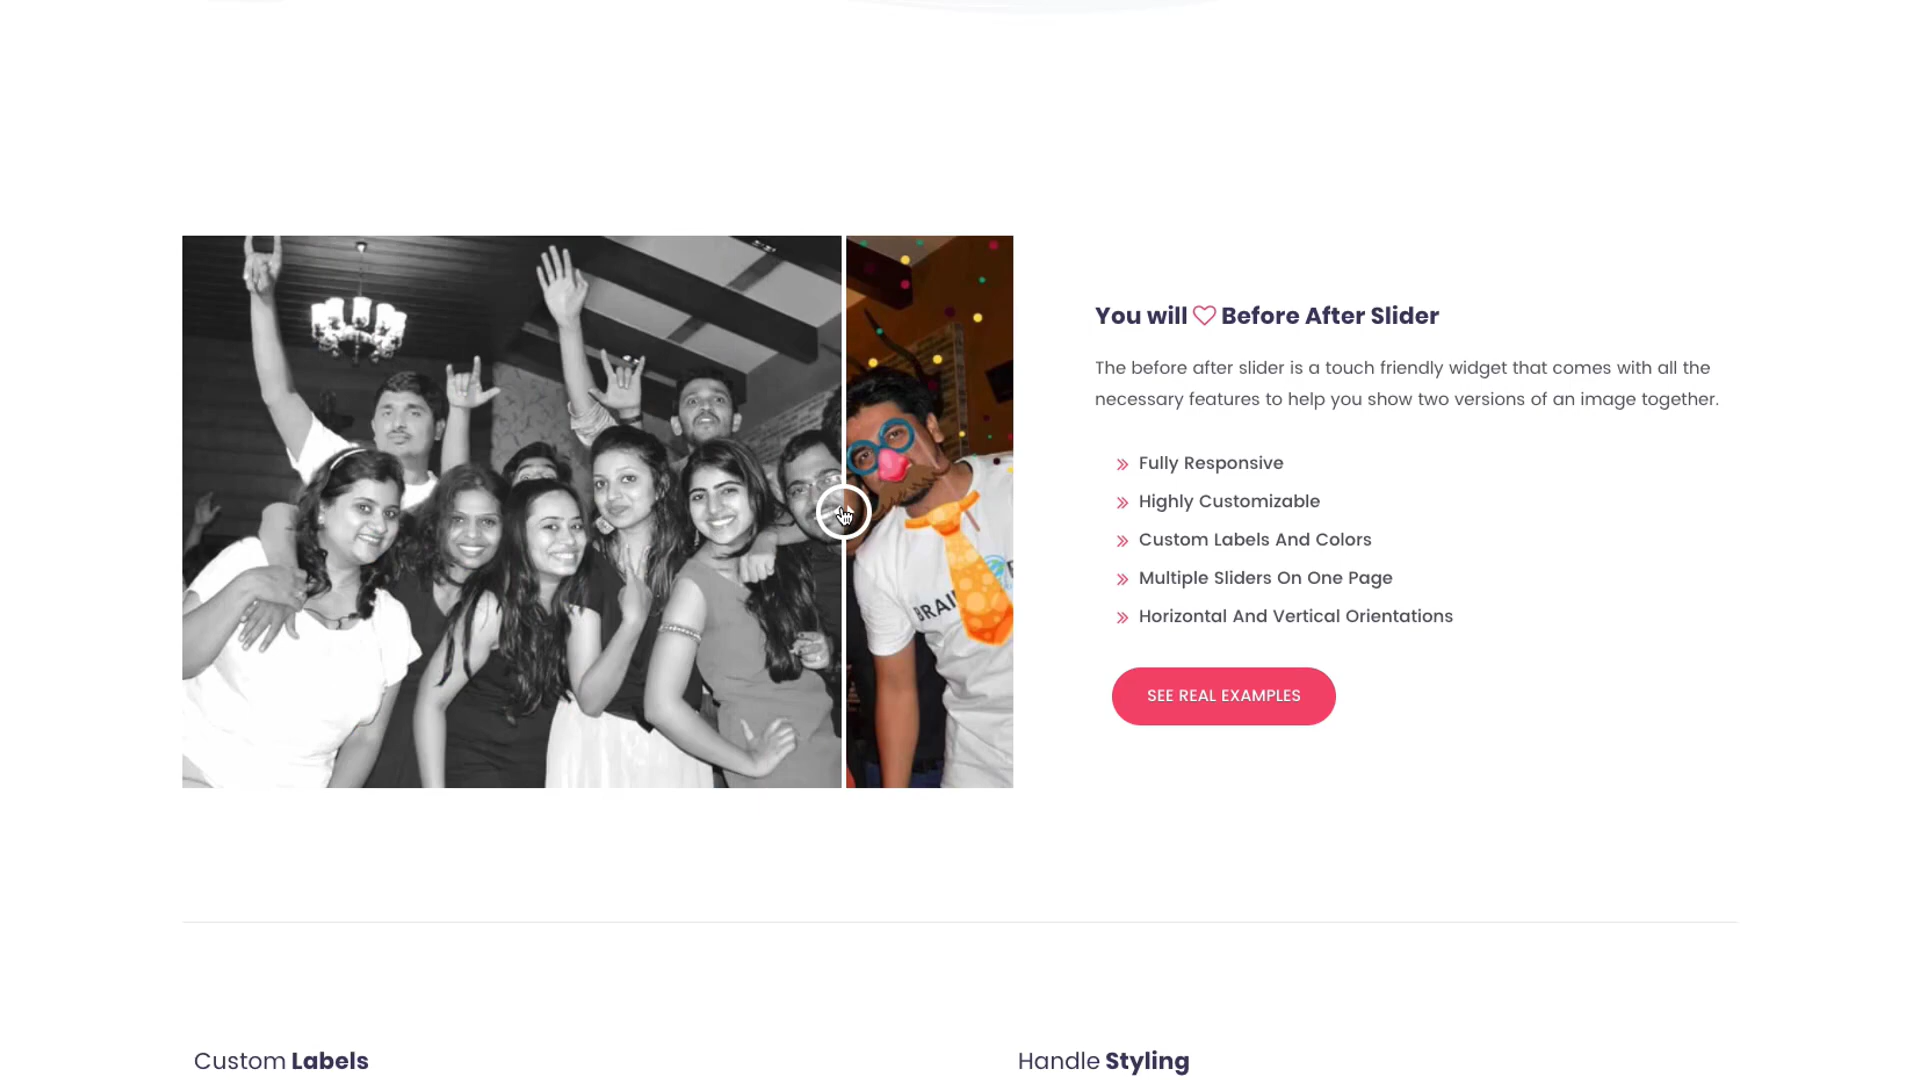 You will Before After Slider
The before after slider is a touch friendly widget that comes with all the
necessary features to help you show two versions of an image together.
Fully Responsive
Highly Customizable
Custom Labels And Colors
Multiple Sliders On One Page
Horizontal And Vertical Orientations
SEE REAL EXAMPLES
Custom Labels
Handle Styling